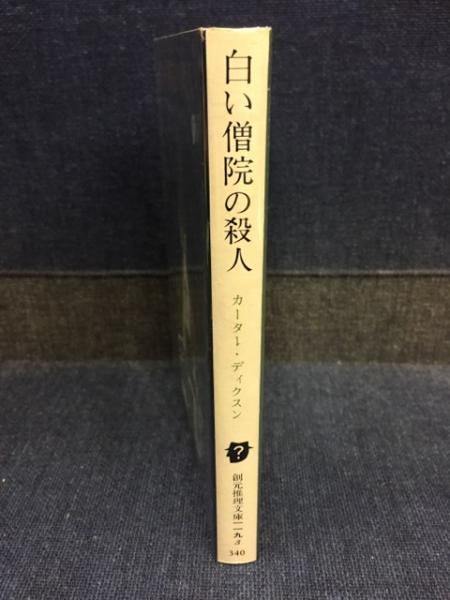 白い僧院の殺人
カーター・ディクスン
?
創元推理文庫一一九3
340